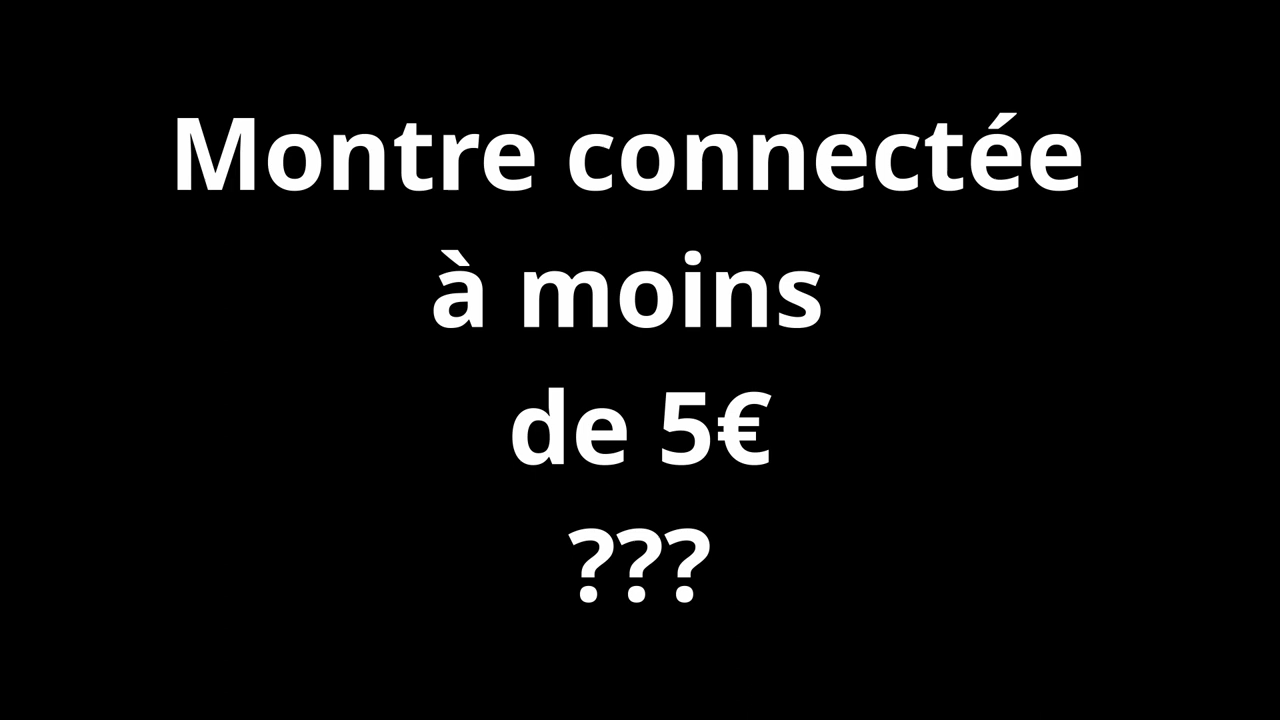 Montre connectée
à moins
de 5€
???